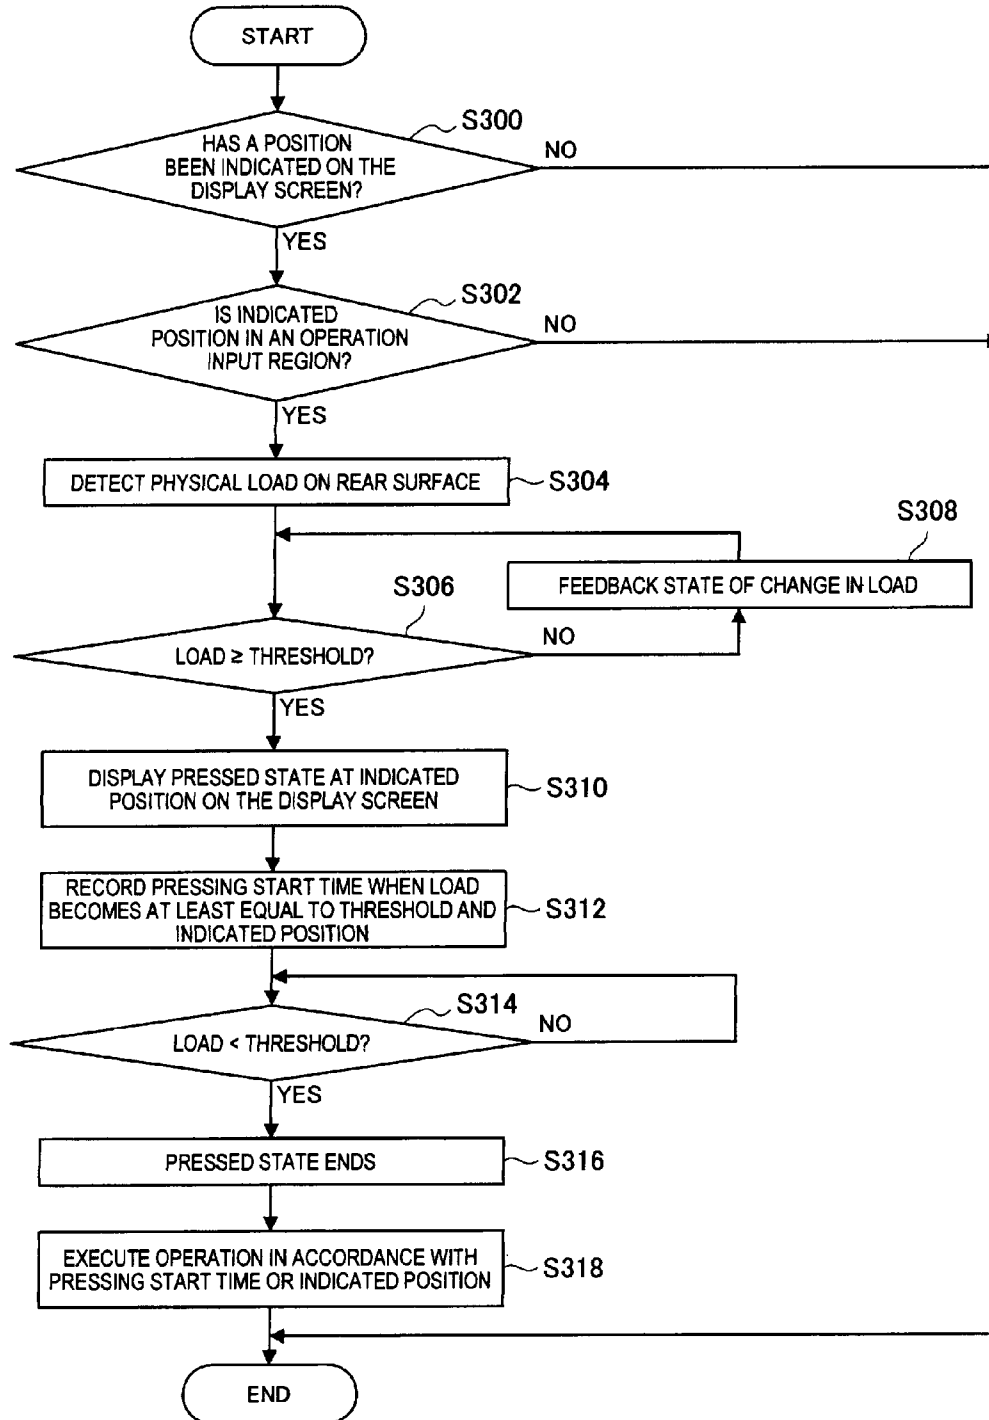 START
S300
HAS A POSITION
BEEN INDICATED ON THE
DISPLAY SCREEN?
NO
YES
S302
IS INDICATED
POSITION IN AN OPERATION
INPUT REGION?
NO
YES
DETECT PHYSICAL LOAD ON REAR SURFACE
S304
S308
FEEDBACK STATE OF CHANGE IN LOAD
S306
LOAD ≥ THRESHOLD?
NO
YES
DISPLAY PRESSED STATE AT INDICATED
POSITION ON THE DISPLAY SCREEN
S310
RECORD PRESSING START TIME WHEN LOAD
BECOMES AT LEAST EQUAL TO THRESHOLD AND
INDICATED POSITION
S312
S314
LOAD < THRESHOLD?
NO
YES
PRESSED STATE ENDS
S316
EXECUTE OPERATION IN ACCORDANCE WITH
PRESSING START TIME OR INDICATED POSITION
S318
END